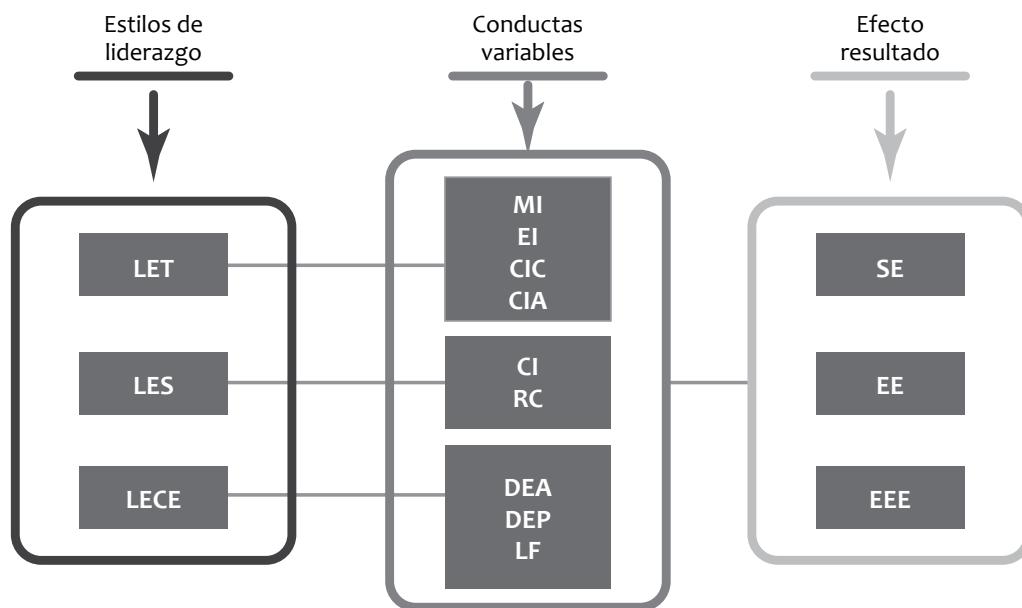 Estilos de
liderazgo
Conductas
variables
Efecto
resultado
LET
LES
LECE
MI
EI
CIC
CIA
CI
RC
DEA
DEP
LF
SE
EE
EEE